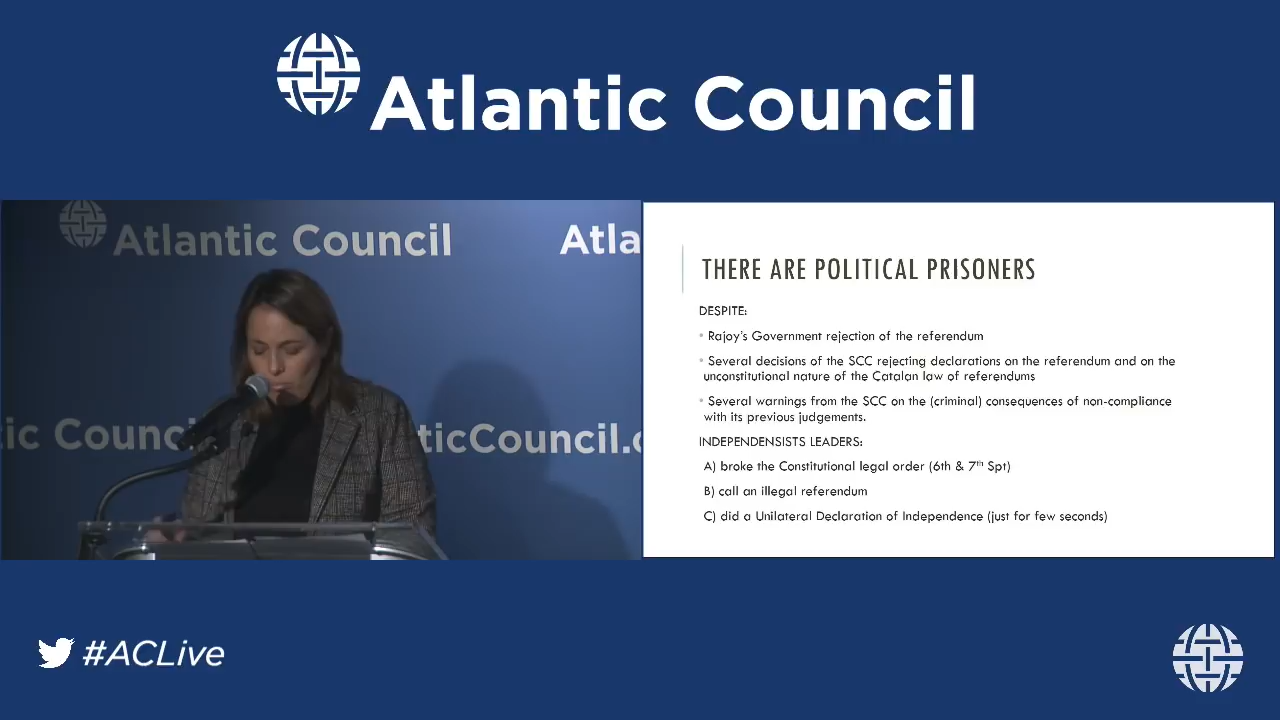 Atlantic Council
Atlantic Council
Atla
ic Counci
ticCouncil.
THERE ARE POLITICAL PRISONERS
DESPITE:
• Rajoy's Government rejection of the referendum
• Several decisions of the SCC rejecting declarations on the referendum and on the
unconstitutional nature of the Catalan law of referendums
• Several warnings from the SCC on the (criminal) consequences of non-compliance
with its previous judgements.
INDEPENDENSISTS LEADERS:
A) broke the Constitutional legal order (6th & 7th Spt)
B) call an illegal referendum
C) did a Unilateral Declaration of Independence (just for few seconds)
#ACLive